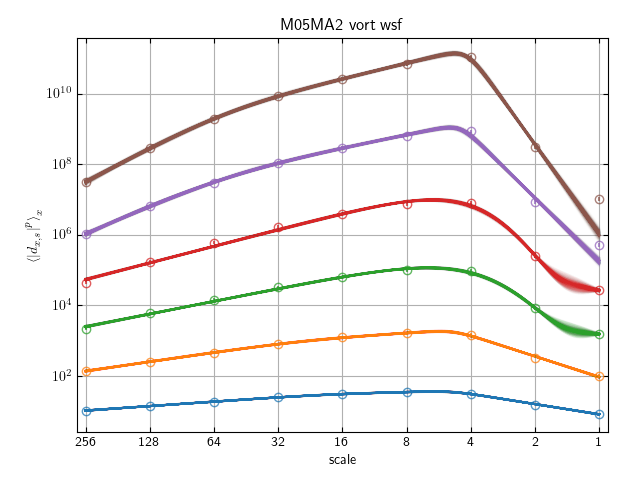 M05MA2 vort wsf
10^{10}
10^{8}
10^{6}
10^{4}
10^{2}
⟨|d_{x,s}|^p⟩_x
256 128 64 32 16 8 4 2 1
scale